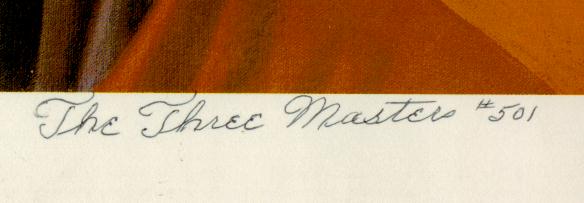 The Three Masters #501